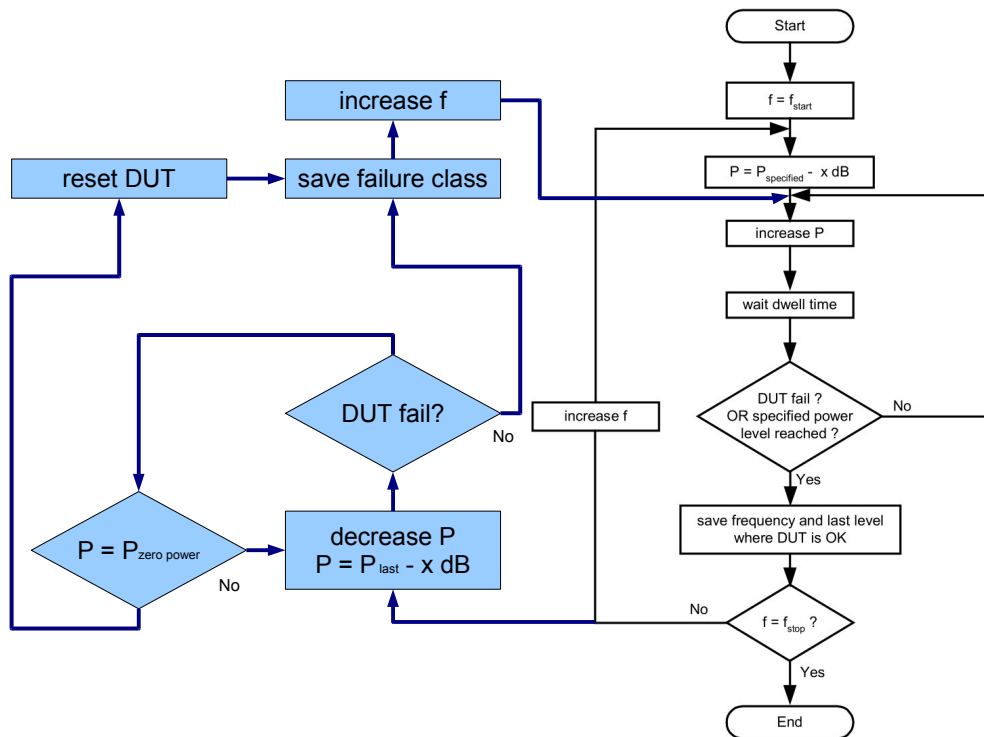 Start
increase f
f = fstart
reset DUT
save failure class
P = Pspecified - x dB
increase P
wait dwell time
DUT fail?
No
increase f
DUT fail ?
OR specified power
level reached ?
No
Yes
P = Pzero power
No
decrease P
P = Plast - x dB
save frequency and last level
where DUT is OK
No
f = fstop ?
Yes
End